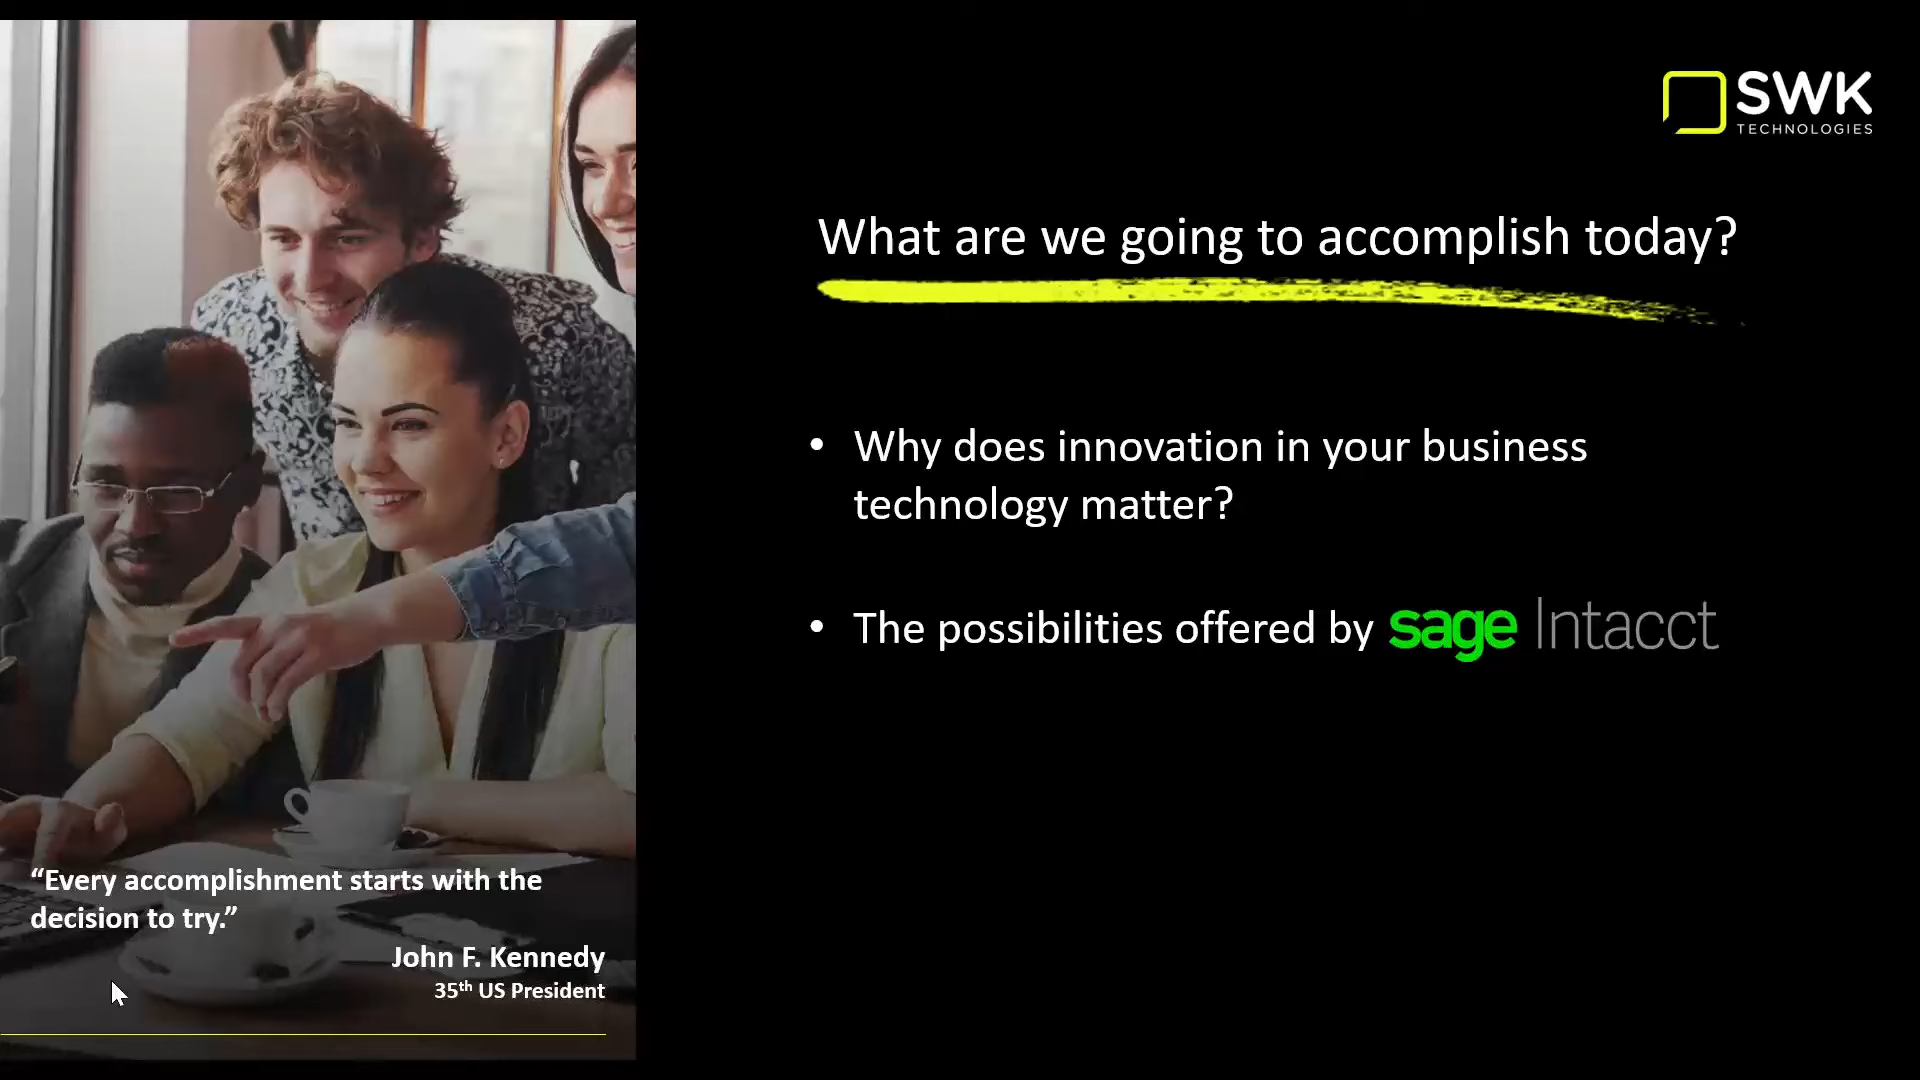 SWK
TECHNOLOGIES
What are we going to accomplish today?
• Why does innovation in your business
technology matter?
• The possibilities offered by sage Intacct
“Every accomplishment starts with the
decision to try.”
John F. Kennedy
35th US President